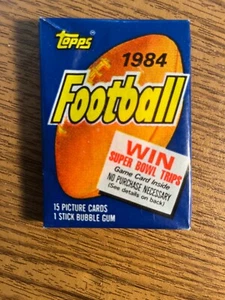 Topps
1984
Football
WIN
SUPER BOWL TRIPS
Game Card Inside
NO PURCHASE NECESSARY
(See details on back)
15 PICTURE CARDS
1 STICK BUBBLE GUM